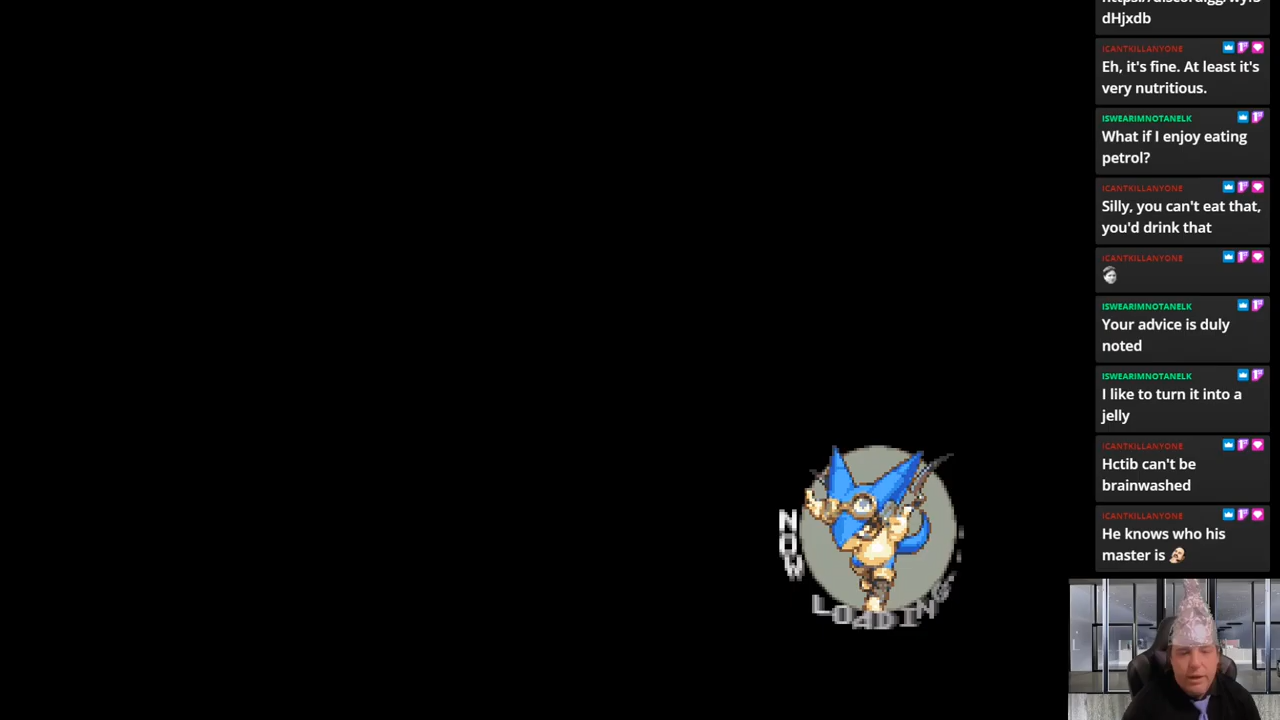 dHjxdb
iCANTKILLANYONE
Eh, it's fine. At least it's
very nutritious.
ISWEARIMNOTANELK
What if I enjoy eating
petrol?
iCANTKILLANYONE
Silly, you can't eat that,
you'd drink that
iCANTKILLANYONE
ISWEARIMNOTANELK
Your advice is duly
noted
ISWEARIMNOTANELK
I like to turn it into a
jelly
iCANTKILLANYONE
Hctib can't be
brainwashed
iCANTKILLANYONE
He knows who his
master is
NOW
LOADING